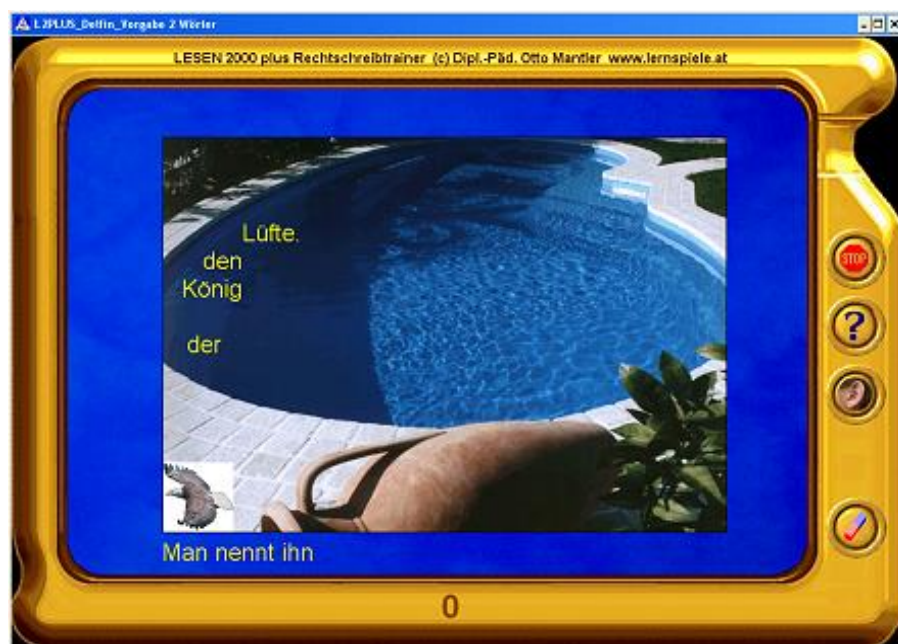 L2PLUS_Delfin_Vorgabe 2 Wörter
LESEN 2000 plus Rechtschreibtrainer (c) Dipl.-Päd. Otto Mantler www.lernspiele.at
Lüfte.
den
König
der
STOP
?
Man nennt ihn
0